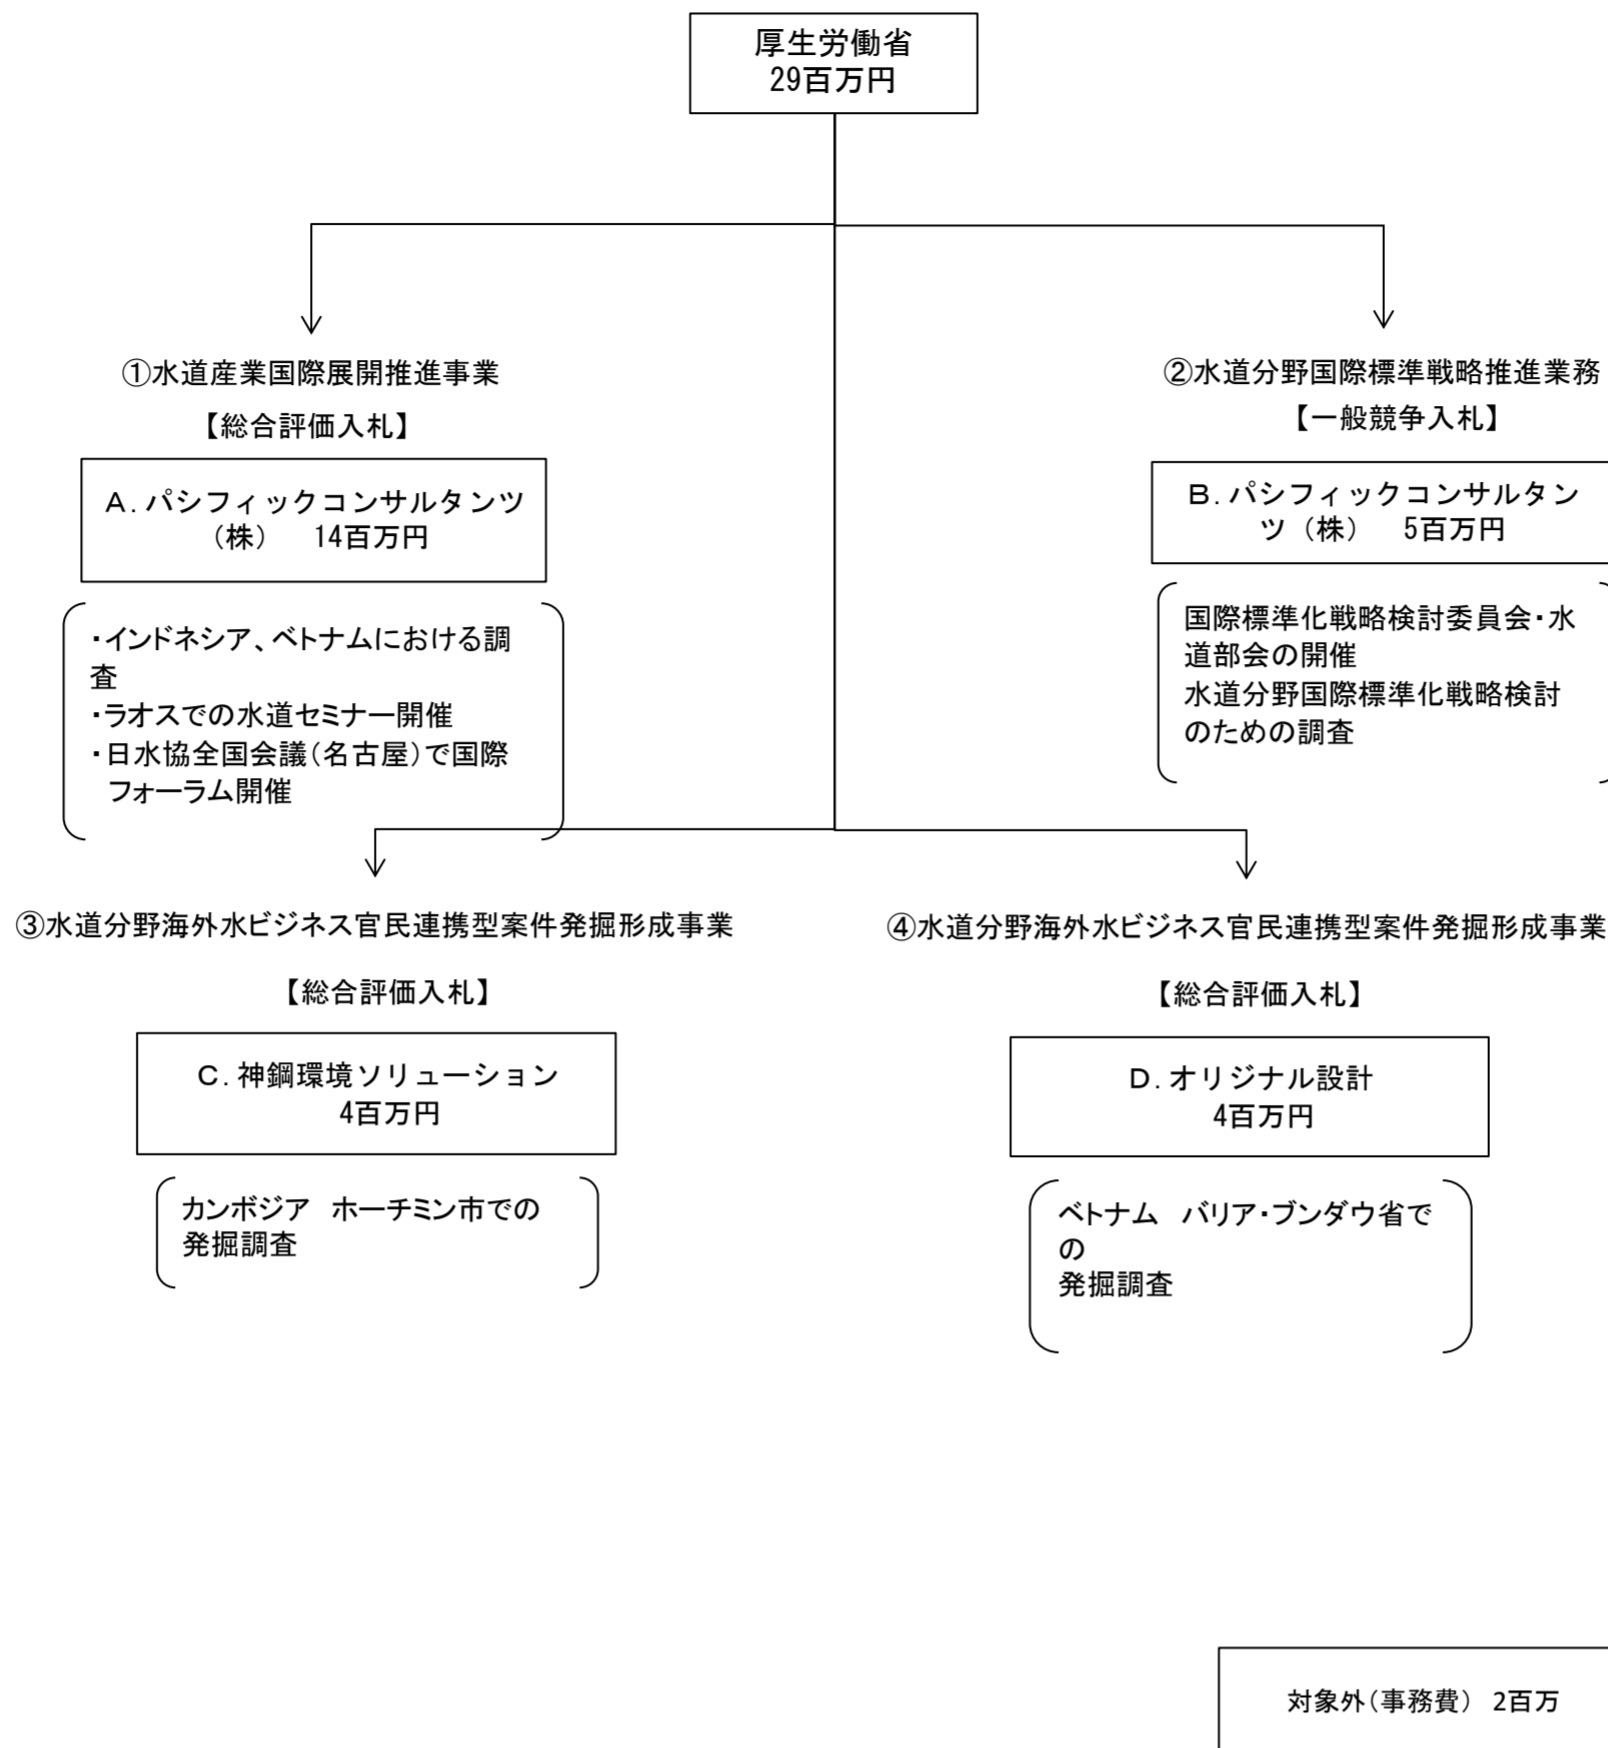 厚生労働省
29百万円
①水道産業国際展開推進事業
【総合評価入札】
A.パシフィックコンサルタンツ
（株）　14百万円
・インドネシア、ベトナムにおける調
査
・ラオスでの水道セミナー開催
・日水協全国会議（名古屋）で国際
フォーラム開催
②水道分野国際標準戦略推進業務
【一般競争入札】
B.パシフィックコンサルタン
ツ（株）　5百万円
国際標準化戦略検討委員会・水
道部会の開催
水道分野国際標準化戦略検討
のための調査
③水道分野海外水ビジネス官民連携型案件発掘形成事業
【総合評価入札】
C.神鋼環境ソリューション
4百万円
カンボジア　ホーチミン市での
発掘調査
④水道分野海外水ビジネス官民連携型案件発掘形成事業
【総合評価入札】
D.オリジナル設計
4百万円
ベトナム　バリア・ブンダウ省で
の
発掘調査
対象外（事務費）　2百万